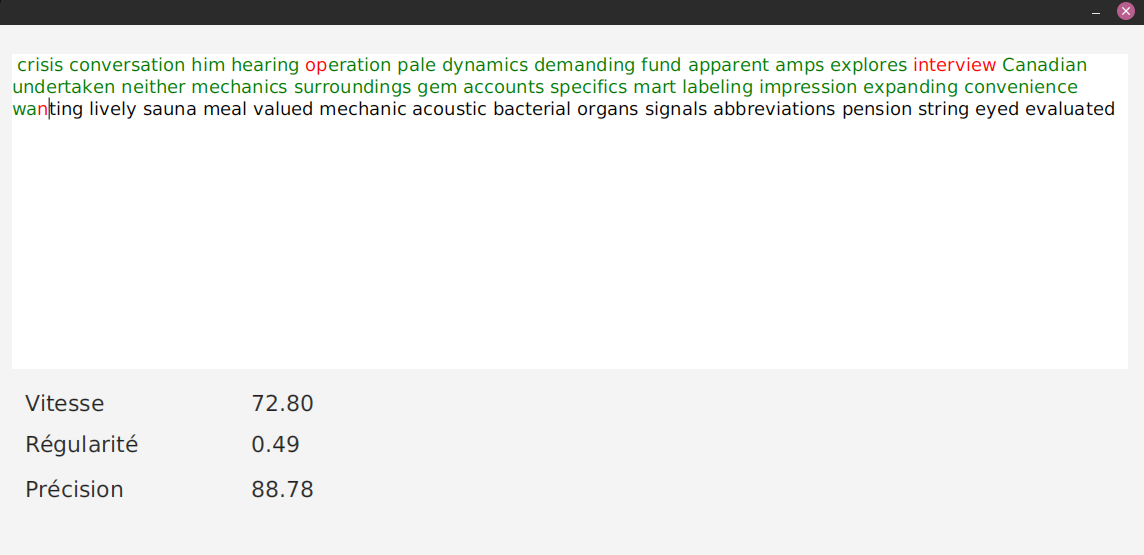 crisis conversation him hearing operation pale dynamics demanding fund apparent amps explores interview Canadian
undertaken neither mechanics surroundings gem accounts specifics mart labeling impression expanding convenience
wanting lively sauna meal valued mechanic acoustic bacterial organs signals abbreviations pension string eyed evaluated
Vitesse 72.80
Régularité 0.49
Précision 88.78